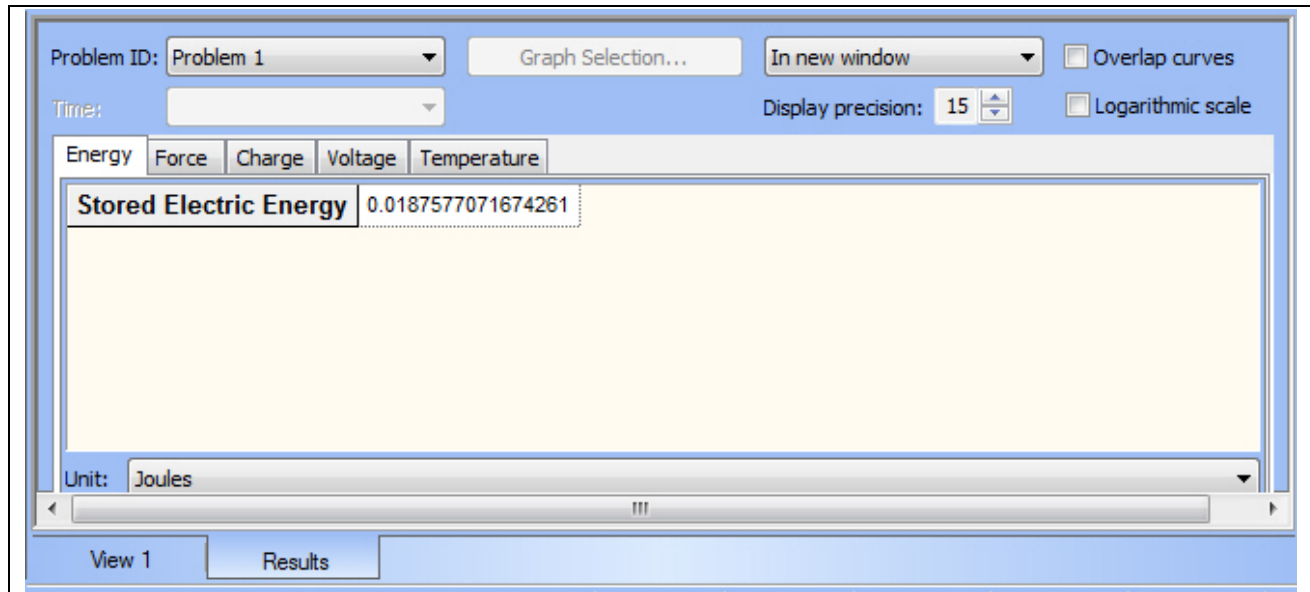 Problem ID: Problem 1 Graph Selection... In new window Overlap curves
Time: Display precision: 15 Logarithmic scale
Energy Force Charge Voltage Temperature
Stored Electric Energy 0.0187577071674261
Unit: Joules
View 1 Results